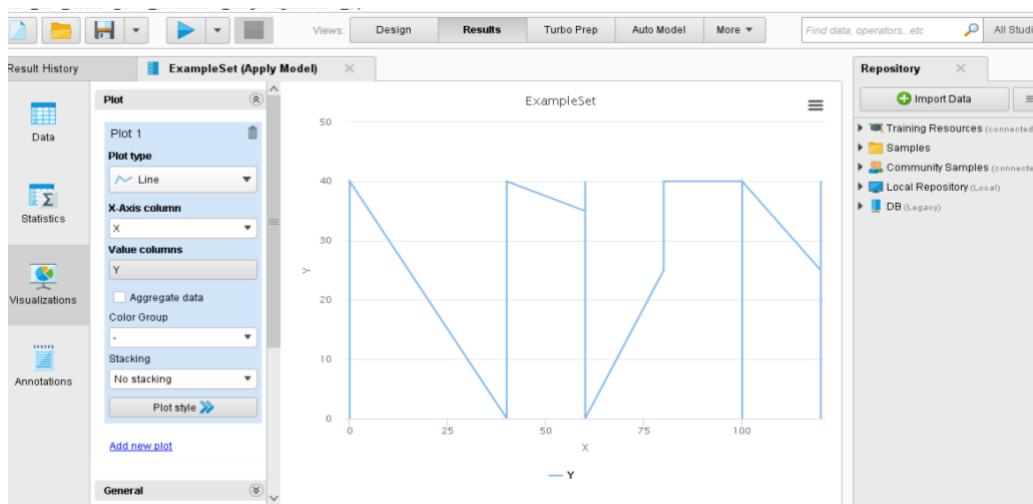 Views: Design Results Turbo Prep Auto Model More Find data, operators...etc All Studi
Result History ExampleSet (Apply Model) Repository
Data
Statistics
Visualizations
Annotations
Plot
Plot 1
Plot type
Line
X-Axis column
X
Value columns
Y
Aggregate data
Color Group
-
Stacking
No stacking
Plot style
Add new plot
General
ExampleSet
50
40
30
20
10
0
Y
0 25 50 75 100
X
Y
Import Data
Training Resources (connected
Samples
Community Samples (connecte
Local Repository (Local)
DB (Legacy)